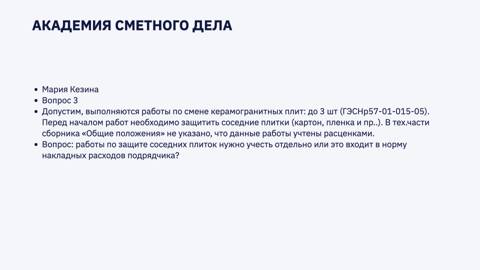 АКАДЕМИЯ СМЕТНОГО ДЕЛА
• Мария Кезина
• Вопрос 3
• Допустим, выполняются работы по смене керамогранитных плит: до 3 шт (ГЭСНр57-01-015-05).
Перед началом работ необходимо защитить соседние плитки (картон, пленка и пр..). В тех.части
сборника «Общие положения» не указано, что данные работы учтены расценками.
• Вопрос: работы по защите соседних плиток нужно учесть отдельно или это входит в норму
накладных расходов подрядчика?